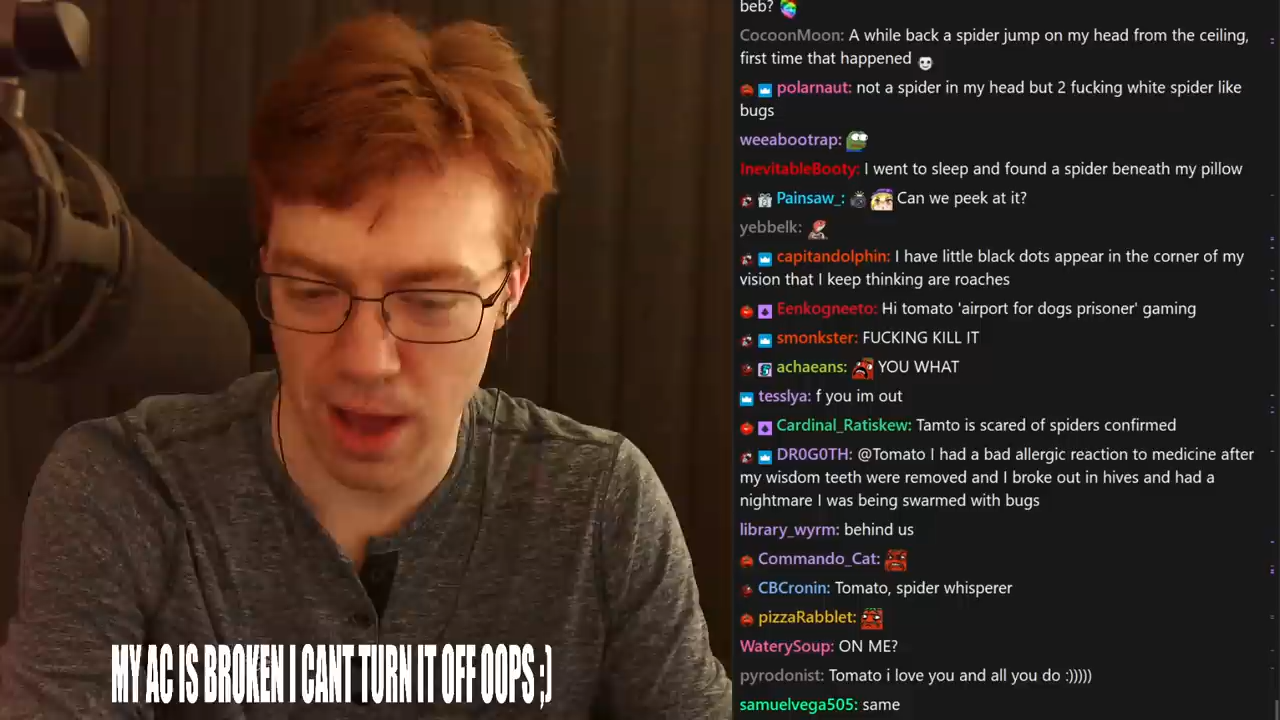 beb?
CocoonMoon: A while back a spider jump on my head from the ceiling,
first time that happened
polarnaut: not a spider in my head but 2 fucking white spider like
bugs
weeabootrap:
InevitableBooty: I went to sleep and found a spider beneath my pillow
Painsaw_: Can we peek at it?
yebbelk:
capitandolphin: I have little black dots appear in the corner of my
vision that I keep thinking are roaches
Eenkogneeto: Hi tomato 'airport for dogs prisoner' gaming
smonkster: FUCKING KILL IT
achaeans: YOU WHAT
tesslya: f you im out
Cardinal_Ratiskew: Tamto is scared of spiders confirmed
DR0G0TH: @Tomato I had a bad allergic reaction to medicine after
my wisdom teeth were removed and I broke out in hives and had a
nightmare I was being swarmed with bugs
library_wyrm: behind us
Commando_Cat:
CBCronin: Tomato, spider whisperer
pizzaRabblet:
WaterySoup: ON ME?
pyrodonist: Tomato i love you and all you do :)))))
samuelvega505: same
MY AC IS BROKEN I CANT TURN IT OFF OOPS ;)